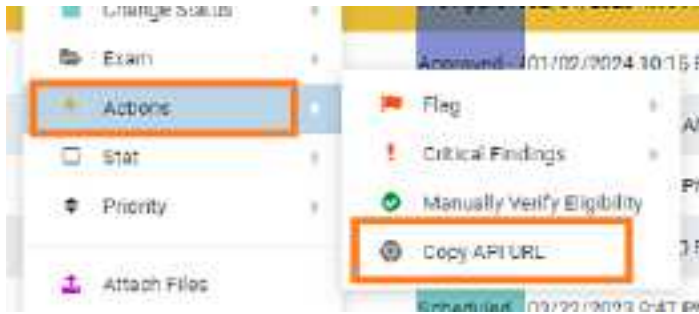 Change Status
Exam
Approved - 01/02/2024 10:15
Actions
Flag
Stat
Critical Findings
Priority
Manually Verify Eligibility
Copy API URL
Attach Files
Scheduled 03/22/2023 9:47 P